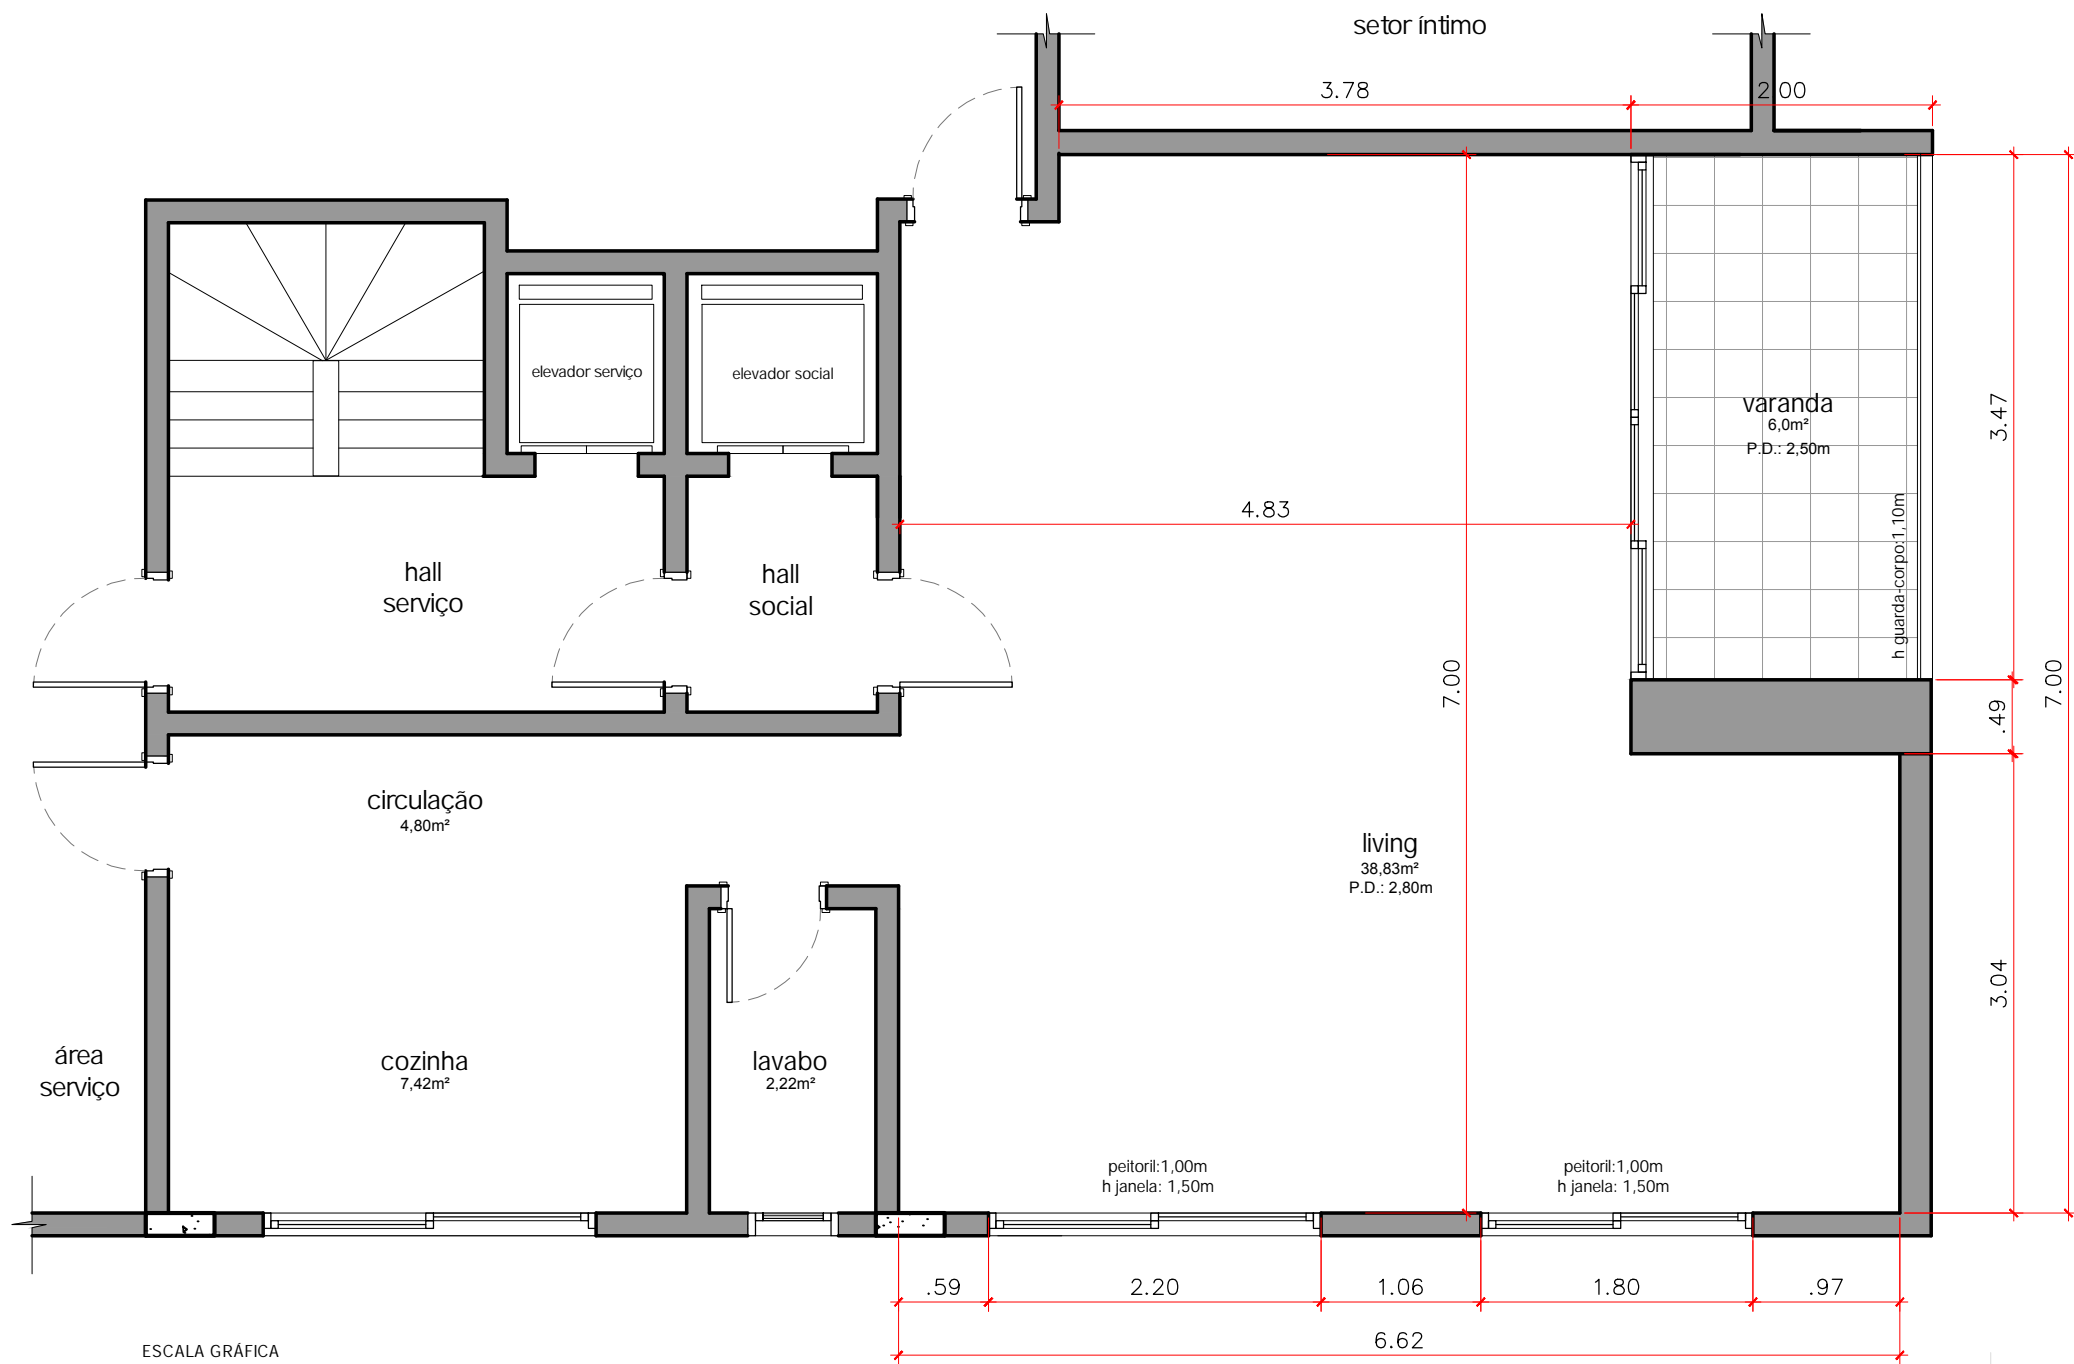 setor íntimo
3.78
2.00
elevador serviço
elevador social
varanda
6,0m²
P.D.: 2,50m
3.47
h guarda-corpo:1,10m
4.83
hall
serviço
hall
social
7.00
7.00
.49
circulação
4,80m²
living
38,83m²
P.D.: 2,80m
3.04
área
serviço
cozinha
7,42m²
lavabo
2,22m²
peitoril:1,00m
h janela: 1,50m
peitoril:1,00m
h janela: 1,50m
.59
2.20
1.06
1.80
.97
6.62
ESCALA GRÁFICA